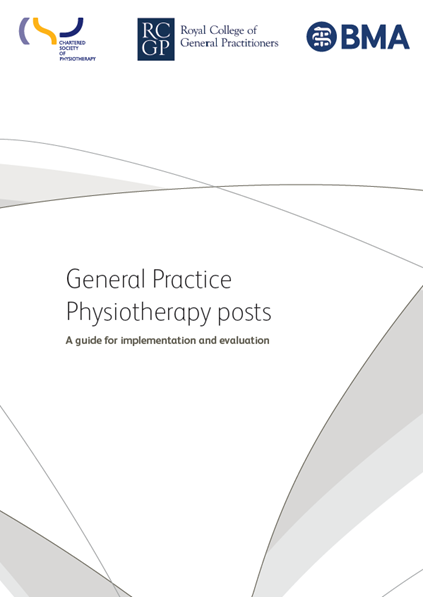 CHARTERED
SOCIETY
OF
PHYSIOTHERAPY
RC
GP
Royal College of
General Practitioners
BMA
General Practice
Physiotherapy posts
A guide for implementation and evaluation